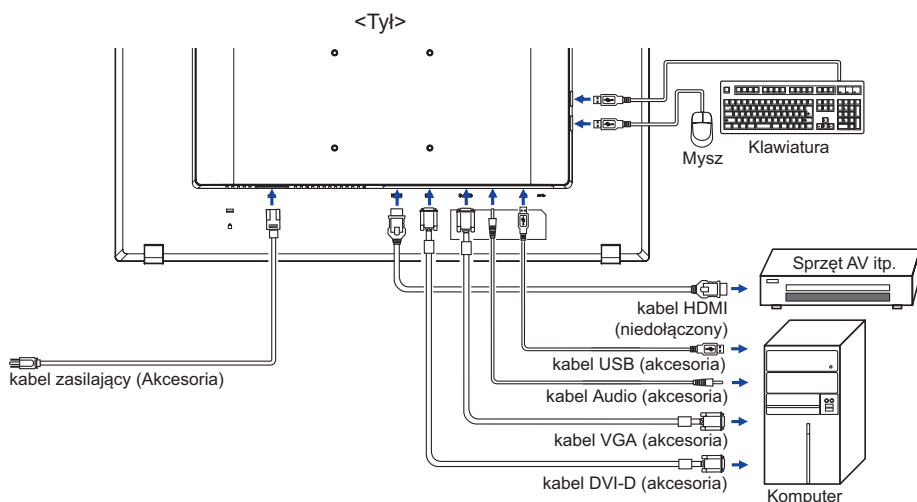 <Tył>
Mysz
Klawiatura
Sprzęt AV itp.
kabel HDMI
(niedołączony)
kabel USB (akcesoria)
kabel zasilający (Akcesoria)
kabel Audio (akcesoria)
kabel VGA (akcesoria)
kabel DVI-D (akcesoria)
Komputer